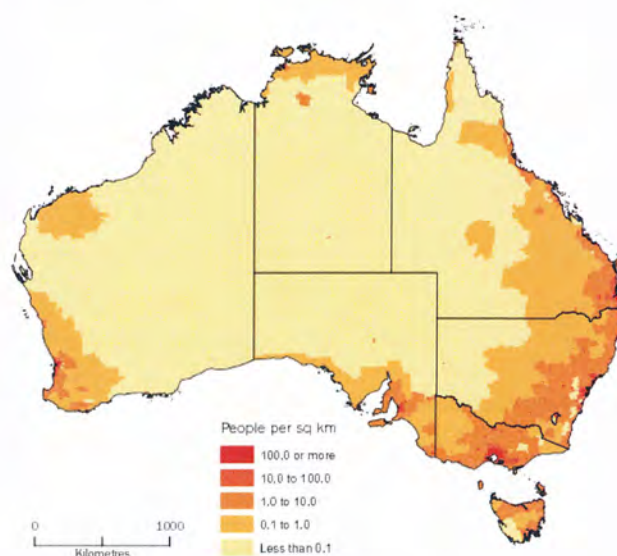 People per sq km
100.0 or more
10.0 to 100.0
1.0 to 10.0
0.1 to 1.0
Less than 0.1
0 1000
Kilometres